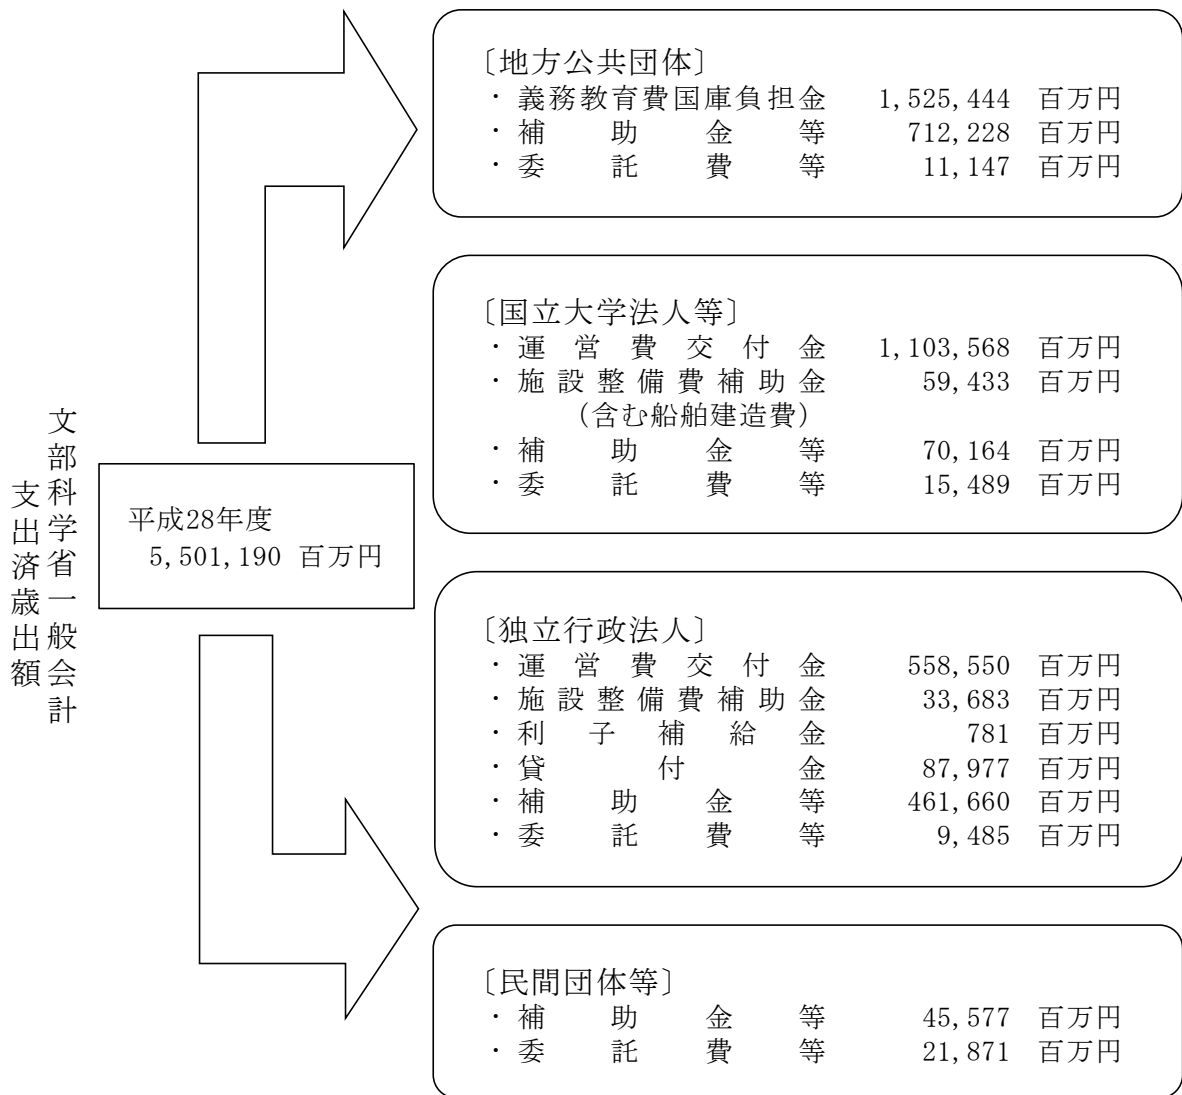 文部科学省一般会計
支出済歳出額
平成28年度
5,501,190 百万円
〔地方公共団体〕
・義務教育費国庫負担金 1,525,444 百万円
・補助金等 712,228 百万円
・委託費等 11,147 百万円
〔国立大学法人等〕
・運営費交付金 1,103,568 百万円
・施設整備費補助金 59,433 百万円
(含む船舶建造費)
・補助金等 70,164 百万円
・委託費等 15,489 百万円
〔独立行政法人〕
・運営費交付金 558,550 百万円
・施設整備費補助金 33,683 百万円
・利子補給金 781 百万円
・貸付金 87,977 百万円
・補助金等 461,660 百万円
・委託費等 9,485 百万円
〔民間団体等〕
・補助金等 45,577 百万円
・委託費等 21,871 百万円